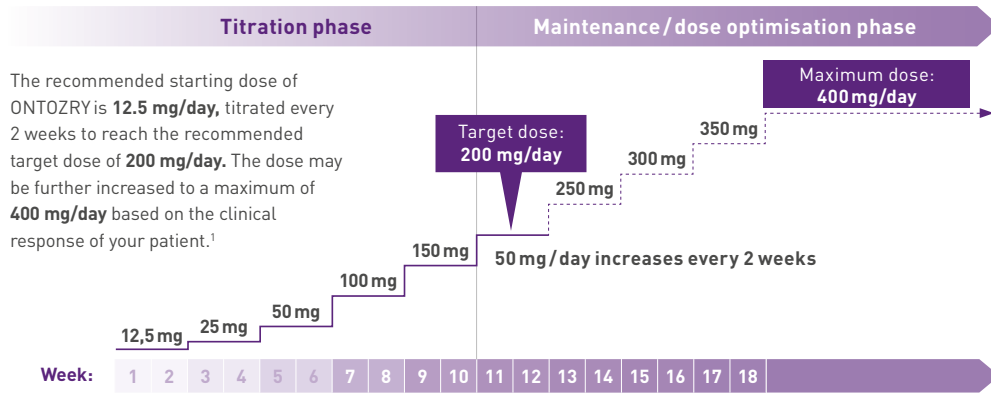 Titration phase
Maintenance / dose optimisation phase
The recommended starting dose of
ONTOZRY is 12.5 mg/day, titrated every
2 weeks to reach the recommended
target dose of 200 mg/day. The dose may
be further increased to a maximum of
400 mg/day based on the clinical
response of your patient.¹
Maximum dose:
400 mg/day
350 mg
Target dose:
200 mg/day
300 mg
250 mg
150 mg
50 mg / day increases every 2 weeks
100 mg
50 mg
25 mg
12,5 mg
Week: 1 2 3 4 5 6 7 8 9 10 11 12 13 14 15 16 17 18